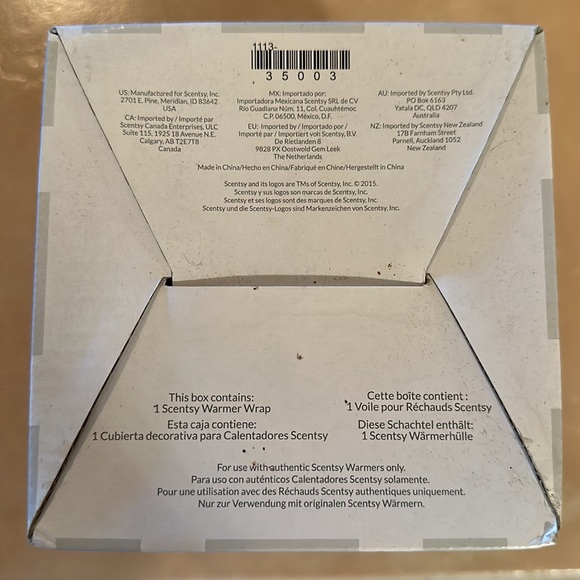 1113-
35003
US: Manufactured for Scentsy, Inc.
2701 E. Pine, Meridian, ID 83642
USA
CA: Imported by / Importé par
Scentsy Canada Enterprises, ULC
Suite 115, 1925 18 Avenue N.E.
Calgary, AB T2E7T8
Canada
MX: Importado por:
Importadora Mexicana Scentsy SRL de CV
Río Guadiana Núm. 11, Col. Cuauhtémoc
C.P. 06500, México, D.F.
EU: Imported by / Importado por /
Importé par / Importiert von Scentsy, B.V.
De Rietlanden 8
9828 PX Oostwold Gem Leek
The Netherlands
AU: Imported by Scentsy Pty Ltd.
PO Box 6163
Yatala DC, QLD 4207
Australia
NZ: Imported by Scentsy New Zealand
17B Farnham Street
Parnell, Auckland 1052
New Zealand
Made in China/Hecho en China/Fabriqué en Chine/Hergestellt in China
Scentsy and its logos are TMs of Scentsy, Inc. © 2015.
Scentsy y sus logos son marcas de Scentsy, Inc.
Scentsy et ses logos sont des marques de Scentsy, Inc.
Scentsy und die Scentsy-Logos sind Markenzeichen von Scentsy, Inc.
This box contains:
1 Scentsy Warmer Wrap
Cette boîte contient :
1 Voile pour Réchauds Scentsy
Esta caja contiene:
1 Cubierta decorativa para Calentadores Scentsy
Diese Schachtel enthält:
1 Scentsy Wärmerhülle
For use with authentic Scentsy Warmers only.
Para uso con auténticos Calentadores Scentsy solamente.
Pour une utilisation avec des Réchauds Scentsy authentiques uniquement.
Nur zur Verwendung mit originalen Scentsy Wärmern.